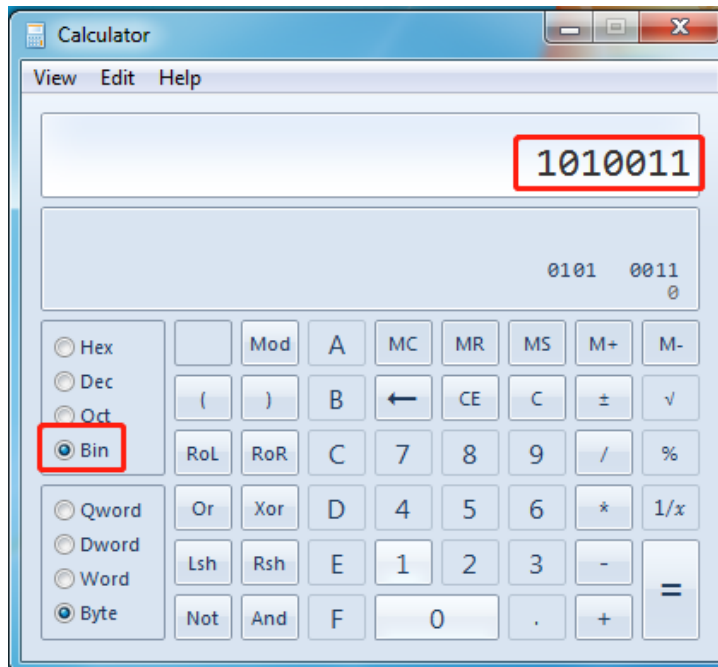 Calculator
View Edit Help
1010011
0101 0011
0
Hex Mod A MC MR MS M+ M-
Dec
Oct ( ) B ← CE C ± √
Bin RoL RoR C 7 8 9 / %
Qword Or Xor D 4 5 6 * 1/x
Dword
Word Lsh Rsh E 1 2 3 - =
Byte Not And F 0 . +